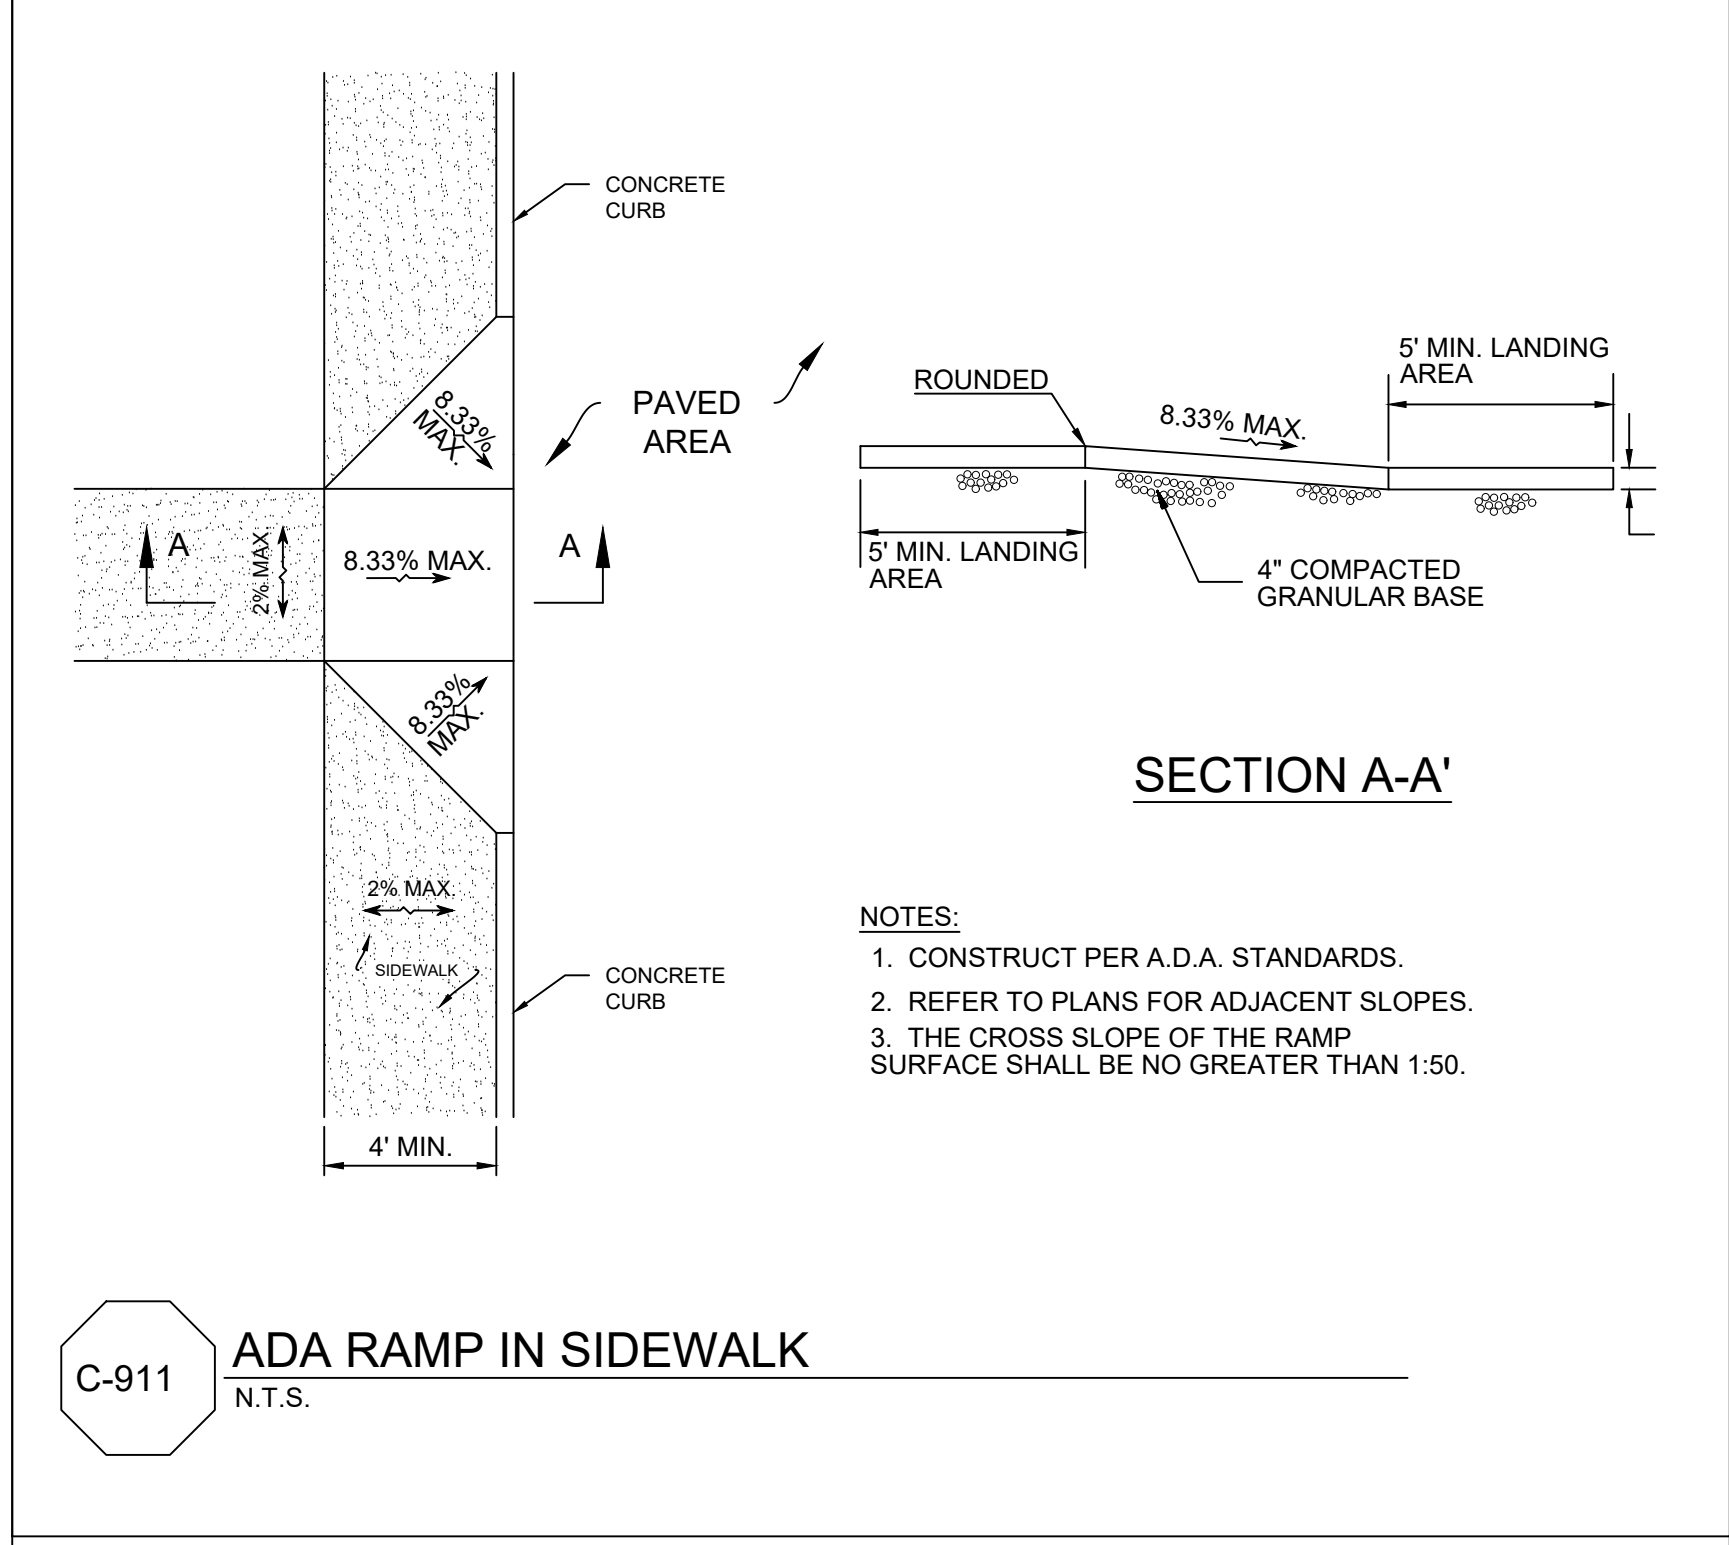 CONCRETE
CURB
8.33%
MAX.
PAVED
AREA
A
2% MAX.
8.33% MAX.
A
8.33%
MAX.
2% MAX.
SIDEWALK
CONCRETE
CURB
4' MIN.
ROUNDED
8.33% MAX.
5' MIN. LANDING
AREA
5' MIN. LANDING
AREA
4" COMPACTED
GRANULAR BASE
SECTION A-A'
NOTES:
1. CONSTRUCT PER A.D.A. STANDARDS.
2. REFER TO PLANS FOR ADJACENT SLOPES.
3. THE CROSS SLOPE OF THE RAMP
SURFACE SHALL BE NO GREATER THAN 1:50.
C-911
ADA RAMP IN SIDEWALK
N.T.S.